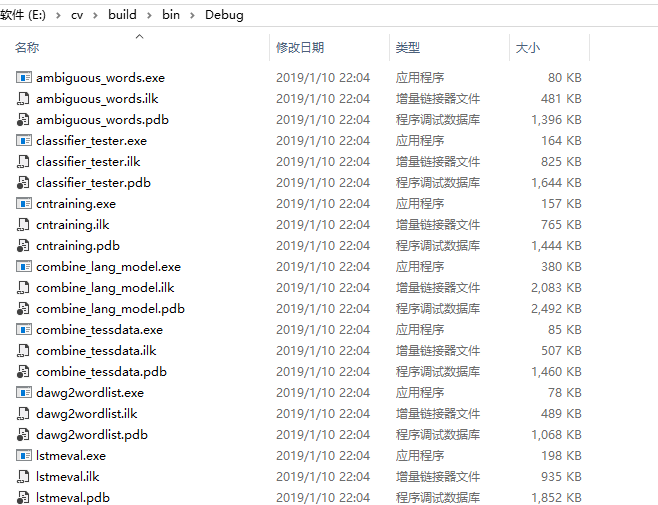 软件 (E:) › cv › build › bin › Debug
名称 修改日期 类型 大小
ambiguous_words.exe 2019/1/10 22:04 应用程序 80 KB
ambiguous_words.ilk 2019/1/10 22:04 增量链接器文件 481 KB
ambiguous_words.pdb 2019/1/10 22:04 程序调试数据库 1,396 KB
classifier_tester.exe 2019/1/10 22:04 应用程序 164 KB
classifier_tester.ilk 2019/1/10 22:04 增量链接器文件 825 KB
classifier_tester.pdb 2019/1/10 22:04 程序调试数据库 1,644 KB
cntraining.exe 2019/1/10 22:04 应用程序 157 KB
cntraining.ilk 2019/1/10 22:04 增量链接器文件 765 KB
cntraining.pdb 2019/1/10 22:04 程序调试数据库 1,444 KB
combine_lang_model.exe 2019/1/10 22:04 应用程序 380 KB
combine_lang_model.ilk 2019/1/10 22:04 增量链接器文件 2,083 KB
combine_lang_model.pdb 2019/1/10 22:04 程序调试数据库 2,492 KB
combine_tessdata.exe 2019/1/10 22:04 应用程序 85 KB
combine_tessdata.ilk 2019/1/10 22:04 增量链接器文件 507 KB
combine_tessdata.pdb 2019/1/10 22:04 程序调试数据库 1,460 KB
dawg2wordlist.exe 2019/1/10 22:04 应用程序 78 KB
dawg2wordlist.ilk 2019/1/10 22:04 增量链接器文件 489 KB
dawg2wordlist.pdb 2019/1/10 22:04 程序调试数据库 1,068 KB
lstmeval.exe 2019/1/10 22:04 应用程序 198 KB
lstmeval.ilk 2019/1/10 22:04 增量链接器文件 935 KB
lstmeval.pdb 2019/1/10 22:04 程序调试数据库 1,852 KB